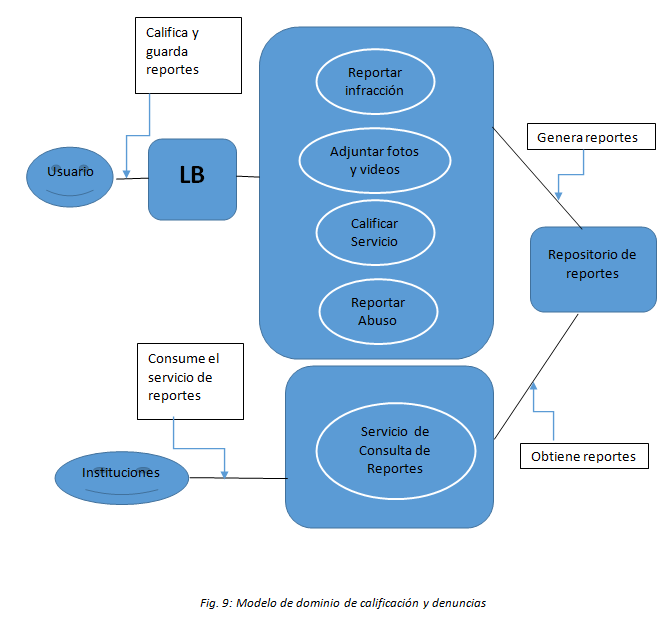 Califica y
guarda
reportes
Usuario
LB
Reportar
infracción
Adjuntar fotos
y videos
Calificar
Servicio
Reportar
Abuso
Genera reportes
Repositorio de
reportes
Consume el
servicio de
reportes
Instituciones
Servicio de
Consulta de
Reportes
Obtiene reportes
Fig. 9: Modelo de dominio de calificación y denuncias